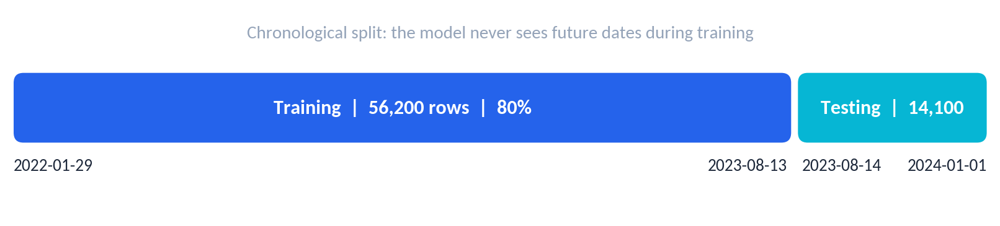 Chronological split: the model never sees future dates during training
Training | 56,200 rows | 80%
Testing | 14,100
2022-01-29
2023-08-13
2023-08-14
2024-01-01